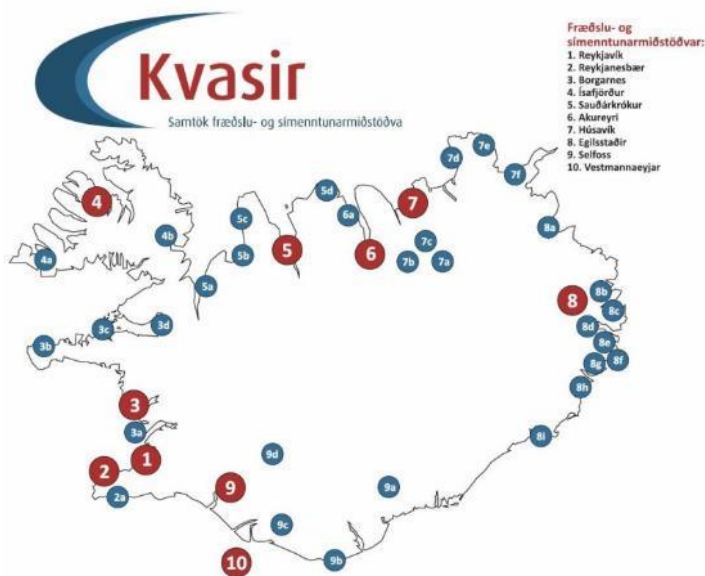 Kvasir
Samtök fræðslu- og símenntunarmiðstöðva
Fræðslu- og
símenntunarmiðstöðvar:
1. Reykjavík
2. Reykjanesbær
3. Borgarnes
4. Ísafjörður
5. Sauðárkrókur
6. Akureyri
7. Húsavík
8. Egilsstaðir
9. Selfoss
10. Vestmannaeyjar
7e
7d
7f
4
5d
7
6a
5c
8a
4b
7c
5
6
5b
4a
7b
7a
5a
8b
8
8c
3d
8d
3c
8e
3b
8f
8g
8h
3
3a
8i
9d
1
2
9
9a
2a
9c
9b
10